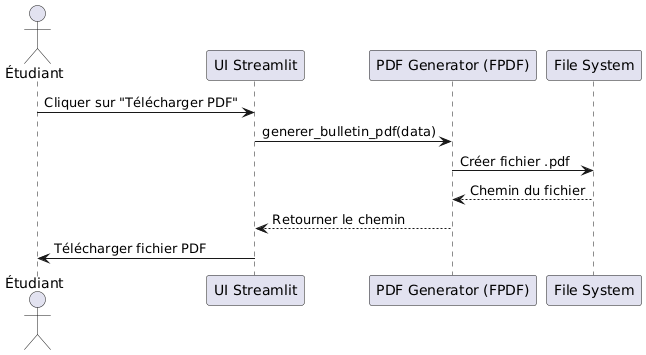 Étudiant
UI Streamlit
PDF Generator (FPDF)
File System
Cliquer sur "Télécharger PDF"
generer_bulletin_pdf(data)
Créer fichier .pdf
Chemin du fichier
Retourner le chemin
Télécharger fichier PDF
Étudiant
UI Streamlit
PDF Generator (FPDF)
File System